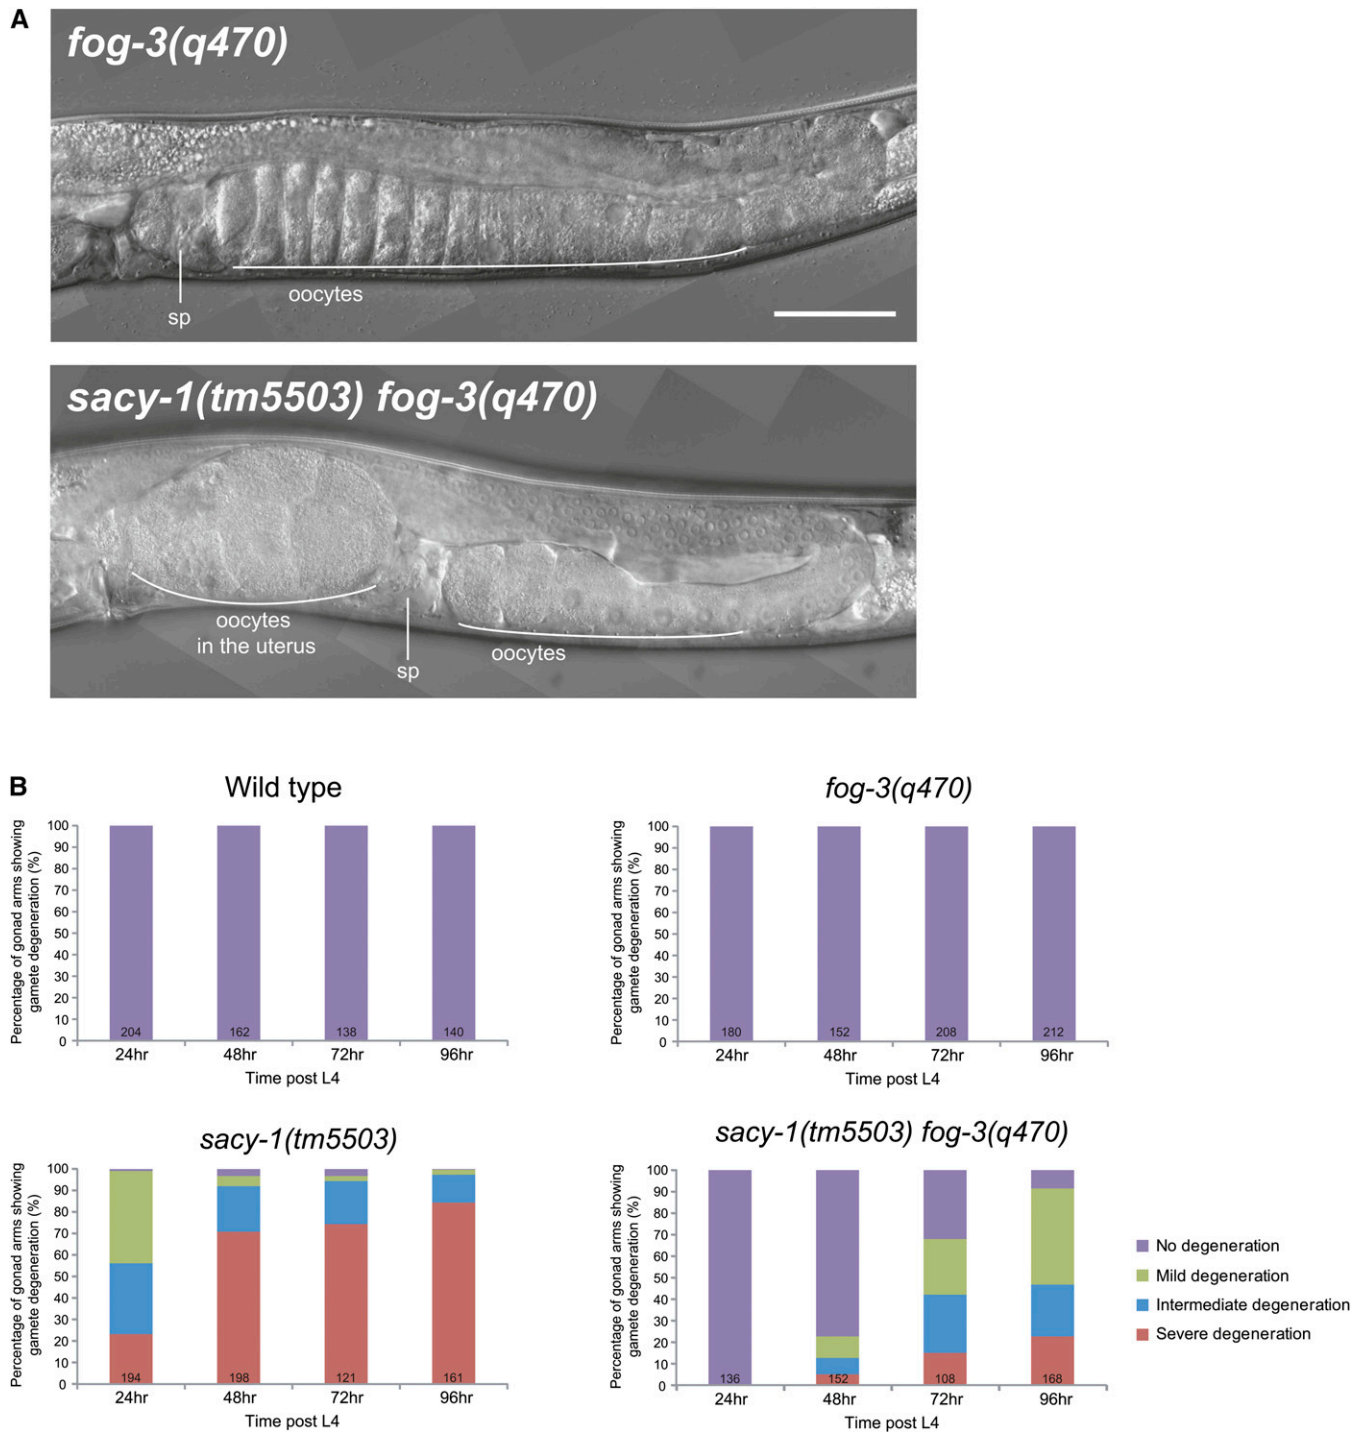 A
fog-3(q470)
oocytes
sp
sacy-1(tm5503) fog-3(q470)
oocytes
in the uterus
sp
oocytes
B
Wild type
Percentage of gonad arms showing
gamete degeneration (%)
100
90
80
70
60
50
40
30
20
10
0
204 162 138 140
24hr 48hr 72hr 96hr
Time post L4
fog-3(q470)
Percentage of gonad arms showing
gamete degeneration (%)
100
90
80
70
60
50
40
30
20
10
0
180 152 208 212
24hr 48hr 72hr 96hr
Time post L4
sacy-1(tm5503)
Percentage of gonad arms showing
gamete degeneration (%)
100
90
80
70
60
50
40
30
20
10
0
194 198 121 161
24hr 48hr 72hr 96hr
Time post L4
sacy-1(tm5503) fog-3(q470)
Percentage of gonad arms showing
gamete degeneration (%)
100
90
80
70
60
50
40
30
20
10
0
136 152 108 168
24hr 48hr 72hr 96hr
Time post L4
No degeneration
Mild degeneration
Intermediate degeneration
Severe degeneration